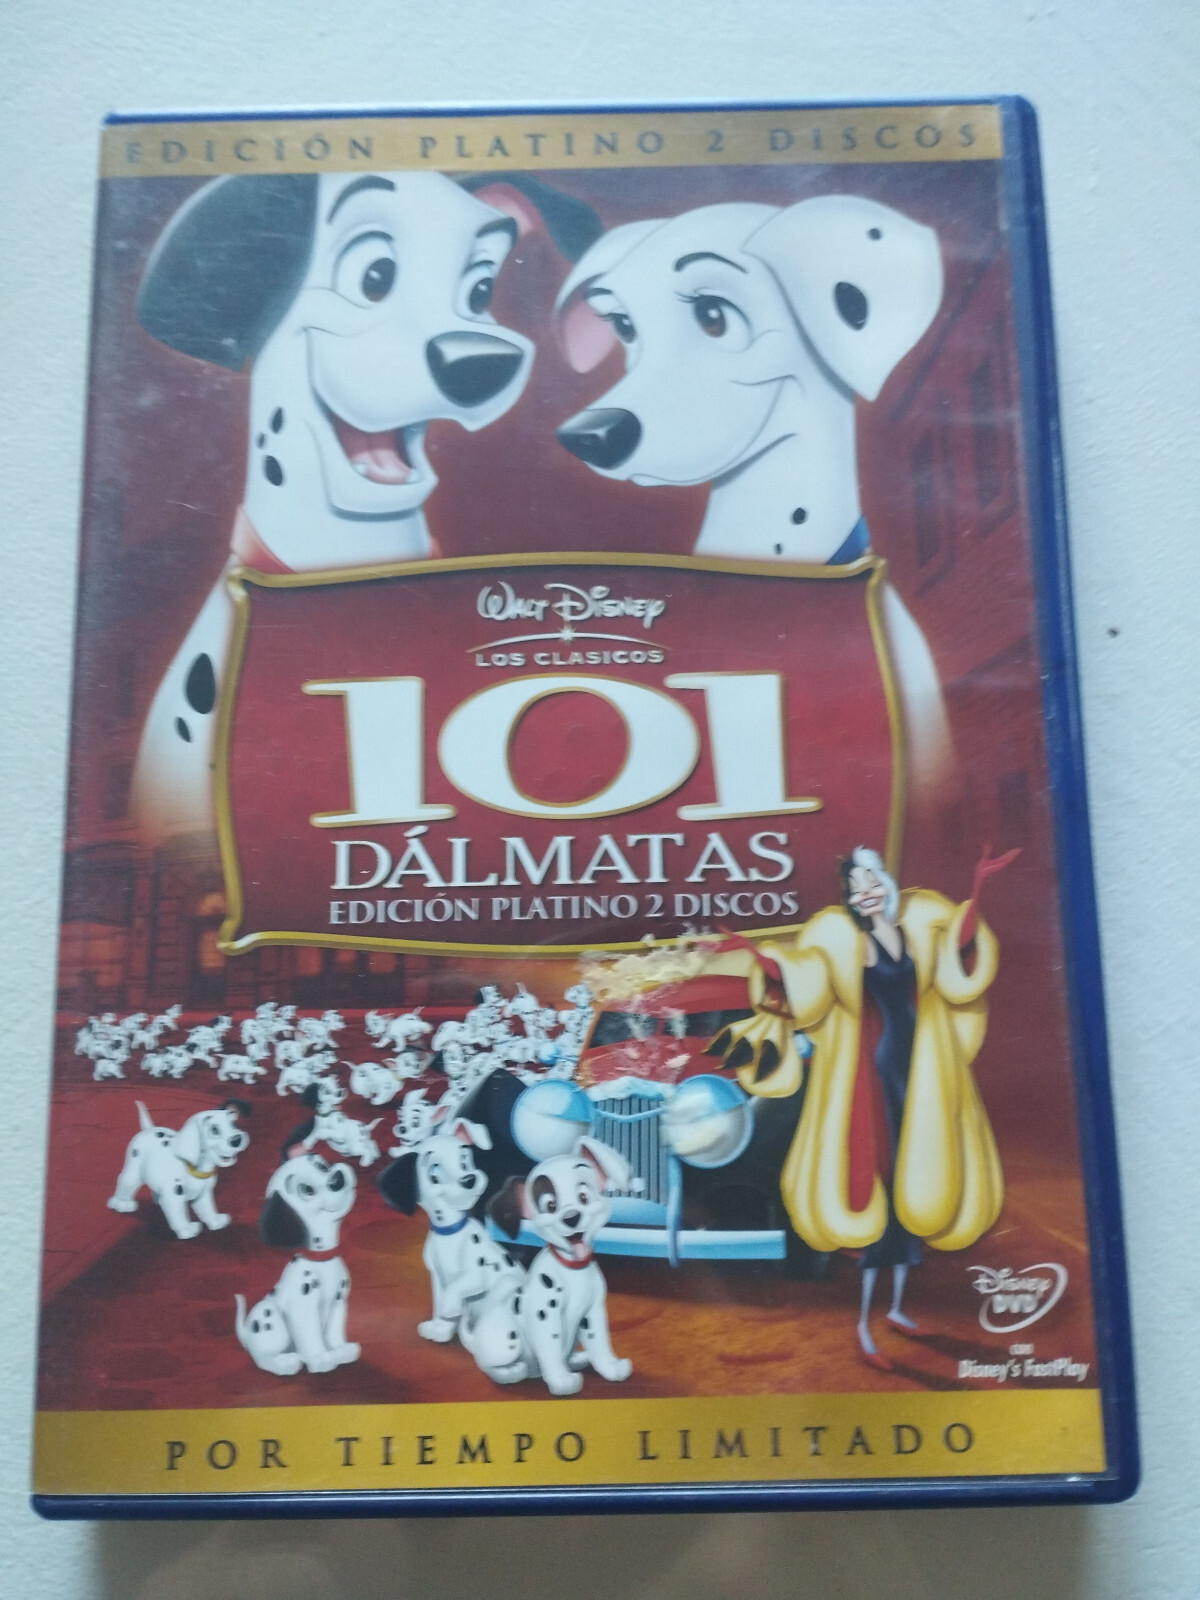 EDICIÓN PLATINO 2 DISCOS
WALT DISNEY
LOS CLASICOS
101
DÁLMATAS
EDICIÓN PLATINO 2 DISCOS
DISNEY
DVD
con
Disney's FastPlay
POR TIEMPO LIMITADO